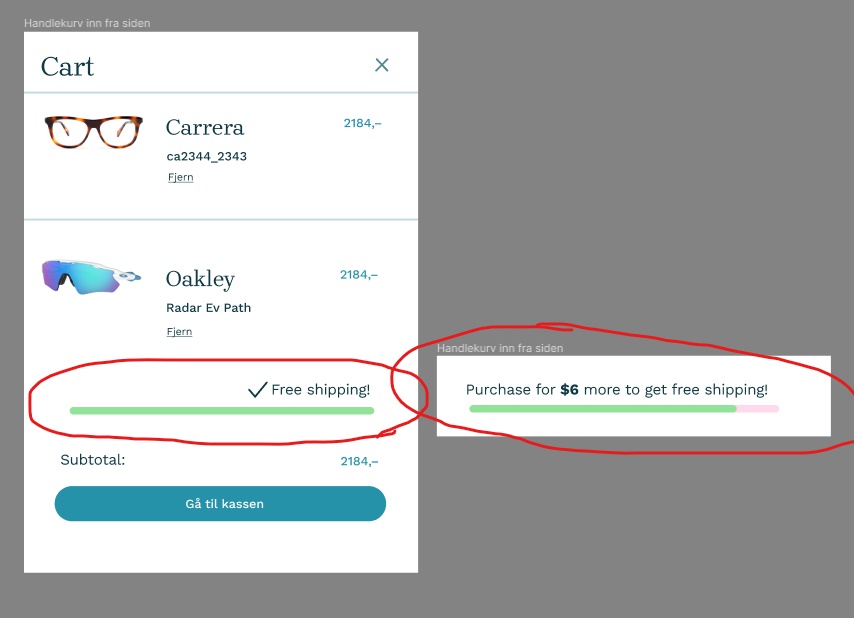 Handlekurv inn fra siden
Cart
Carrera
2184,–
ca2344_2343
Fjern
Oakley
2184,–
Radar Ev Path
Fjern
Free shipping!
Subtotal:
2184,–
Gå til kassen
Handlekurv inn fra siden
Purchase for $6 more to get free shipping!